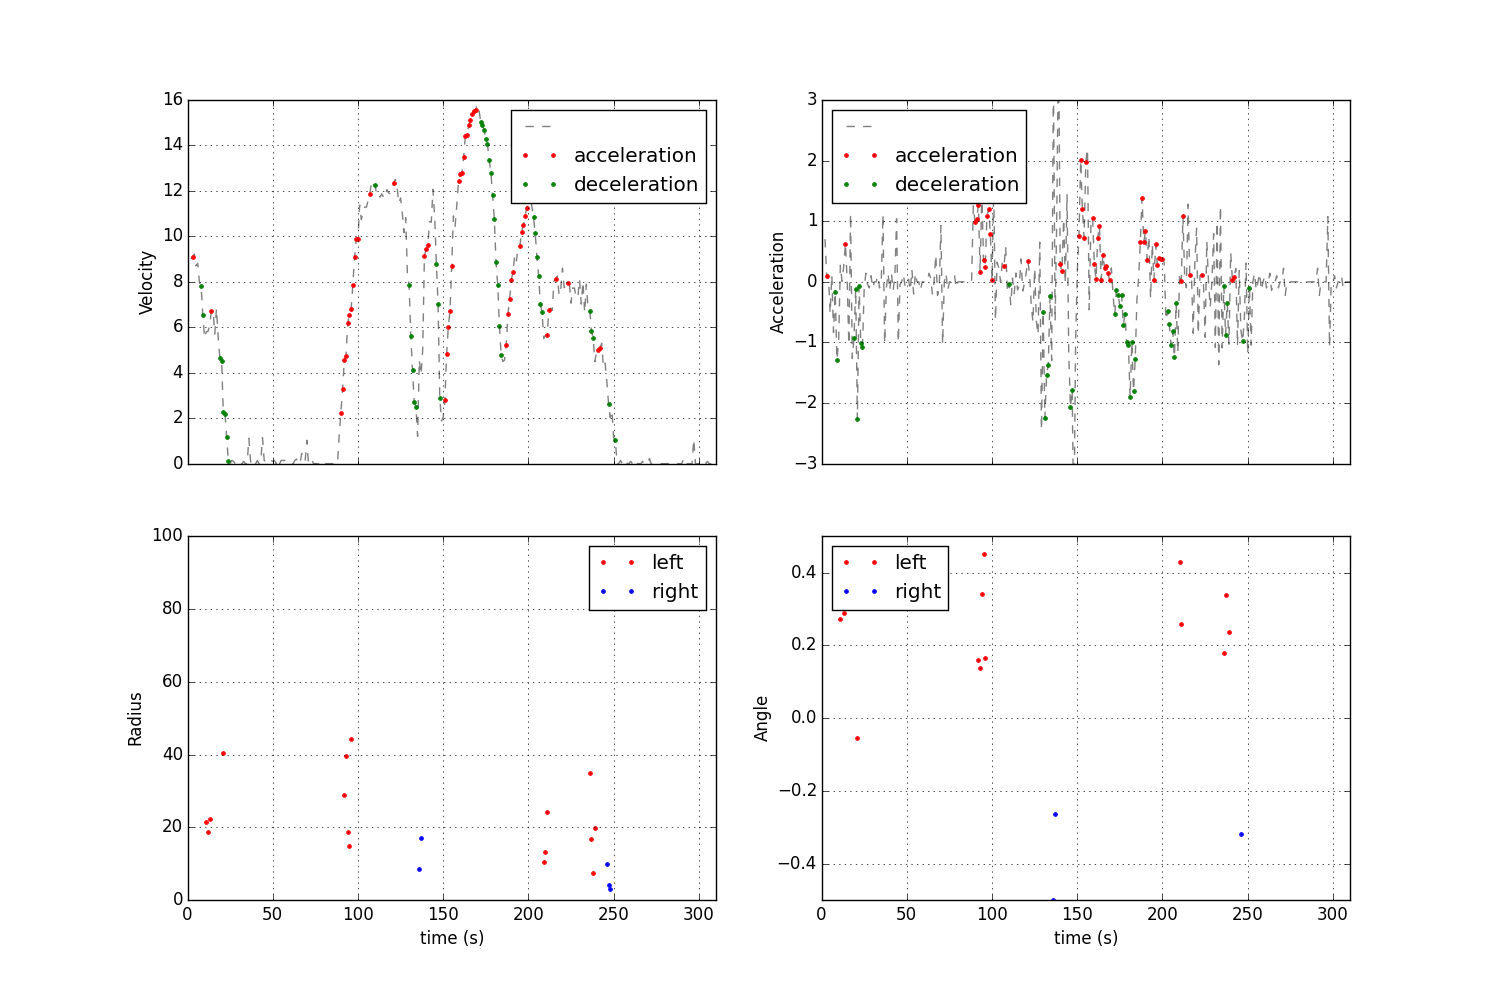 16
14
12
10
8
6
4
2
0
Velocity
acceleration
deceleration
3
2
1
0
−1
−2
−3
Acceleration
acceleration
deceleration
100
80
60
40
20
0
Radius
left
right
0 50 100 150 200 250 300
time (s)
0.4
0.2
0.0
−0.2
−0.4
Angle
left
right
0 50 100 150 200 250 300
time (s)